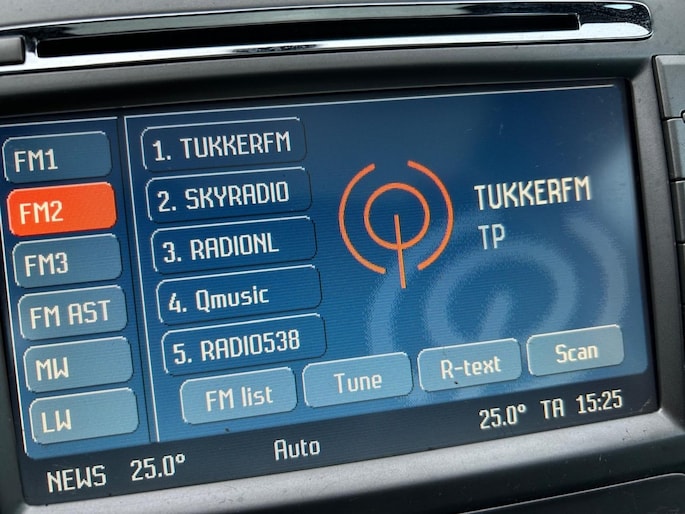 FM1
FM2
FM3
FM AST
MW
LW
1. TUKKERFM
2. SKYRADIO
3. RADIONL
4. Qmusic
5. RADIO538
TUKKERFM
TP
FM list
Tune
R-text
Scan
NEWS 25.0° Auto 25.0° TA 15:25